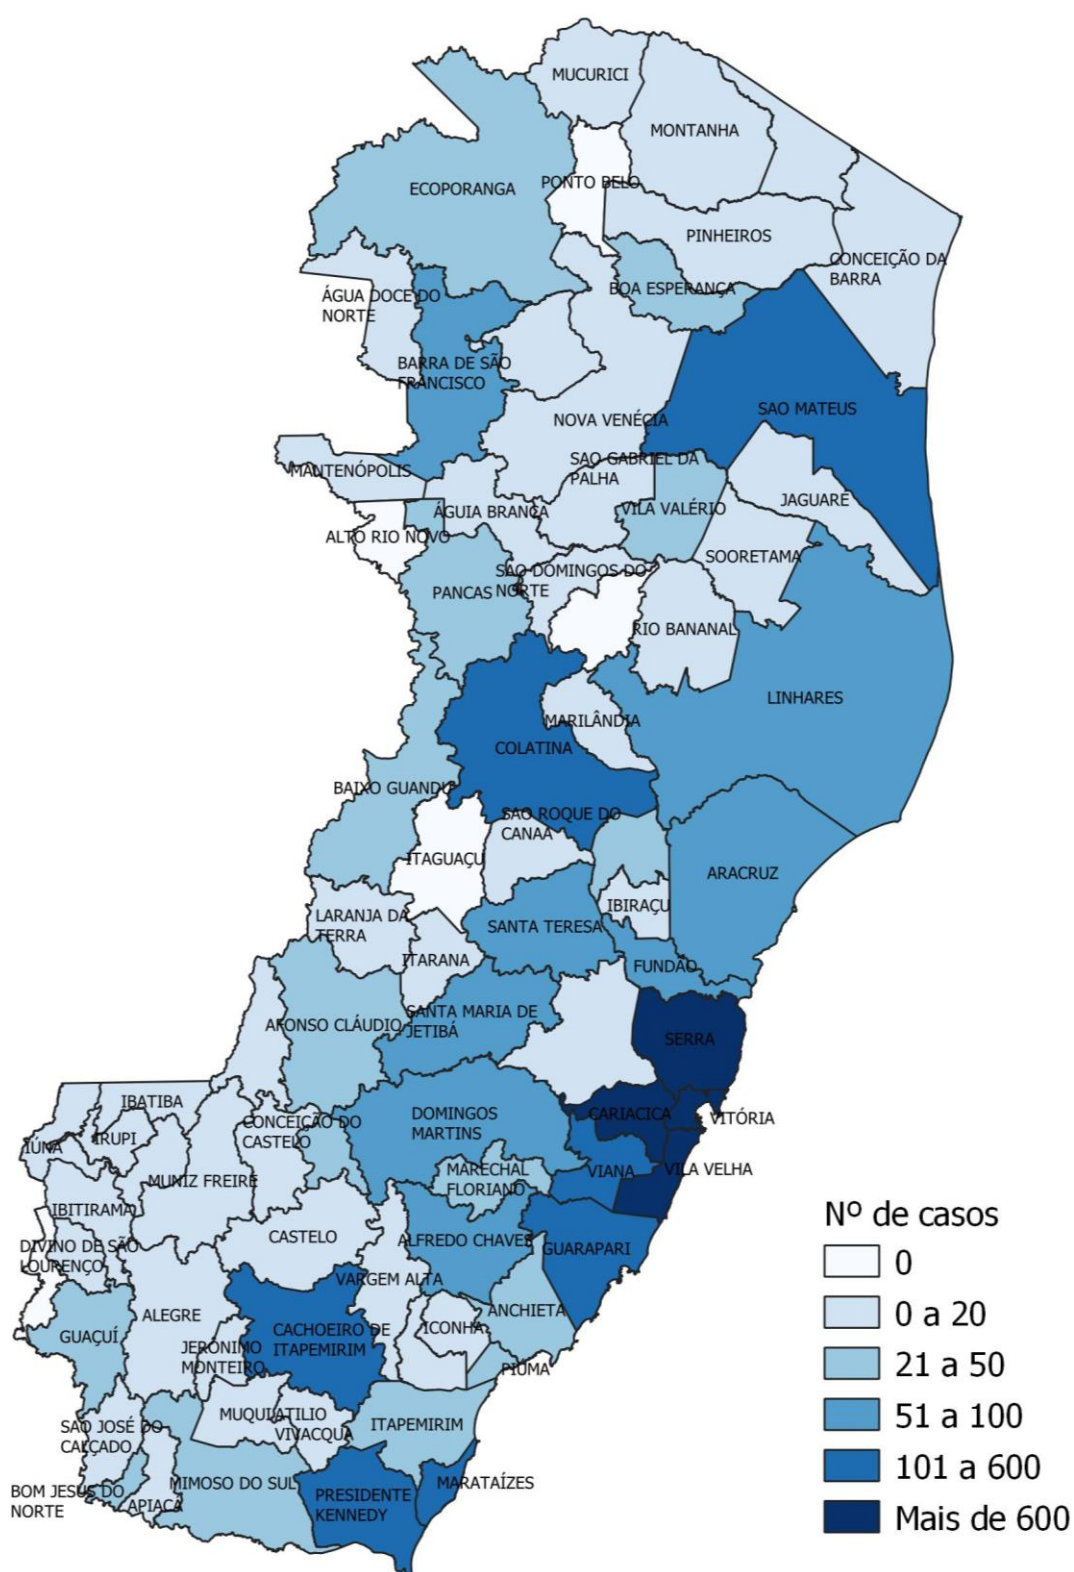 MUCURICI
MONTANHA
PONTO BELO
ECOPORANGA
PINHEIROS
CONCEIÇÃO DA
BARRA
BOA ESPERANÇA
ÁGUA DOCE DO
NORTE
BARRA DE SÃO
FRANCISCO
SAO MATEUS
NOVA VENÉCIA
SAO GABRIEL DA
PALHA
MANTENÓPOLIS
JAGUARÉ
ÁGUIA BRANCA
VILA VALÉRIO
ALTO RIO NOVO
SOORETAMA
SAO DOMINGOS DO
NORTE
PANCAS
RIO BANANAL
LINHARES
MARILÂNDIA
COLATINA
BAIXO GUANDU
SAO ROQUE DO
CANAÃ
ITAGUAÇU
ARACRUZ
IBIRAÇU
LARANJA DA
TERRA
SANTA TERESA
ITARANA
FUNDÃO
SANTA MARIA DE
JETIBÁ
AFONSO CLÁUDIO
SERRA
IBATIBA
CONCEIÇÃO DO
CASTELO
DOMINGOS
MARTINS
CARIACICA
VITÓRIA
IÚNA
IRUPI
MUNIZ FREIRE
MARECHAL
FLORIANO
VIANA
VILA VELHA
IBITIRAMA
CASTELO
ALFREDO CHAVES
GUARAPARI
DIVINO DE SÃO
LOURENÇO
VARGEM ALTA
ALEGRE
ANCHIETA
GUAÇUÍ
CACHOEIRO DE
ITAPEMIRIM
ICONHA
JERÔNIMO
MONTEIRO
PIÚMA
MUQUI
ATILIO
VIVACQUA
ITAPEMIRIM
SAO JOSÉ DO
CALÇADO
BOM JESUS DO
NORTE
APIACÁ
MIMOSO DO SUL
PRESIDENTE
KENNEDY
MARATAÍZES
Nº de casos
0
0 a 20
21 a 50
51 a 100
101 a 600
Mais de 600